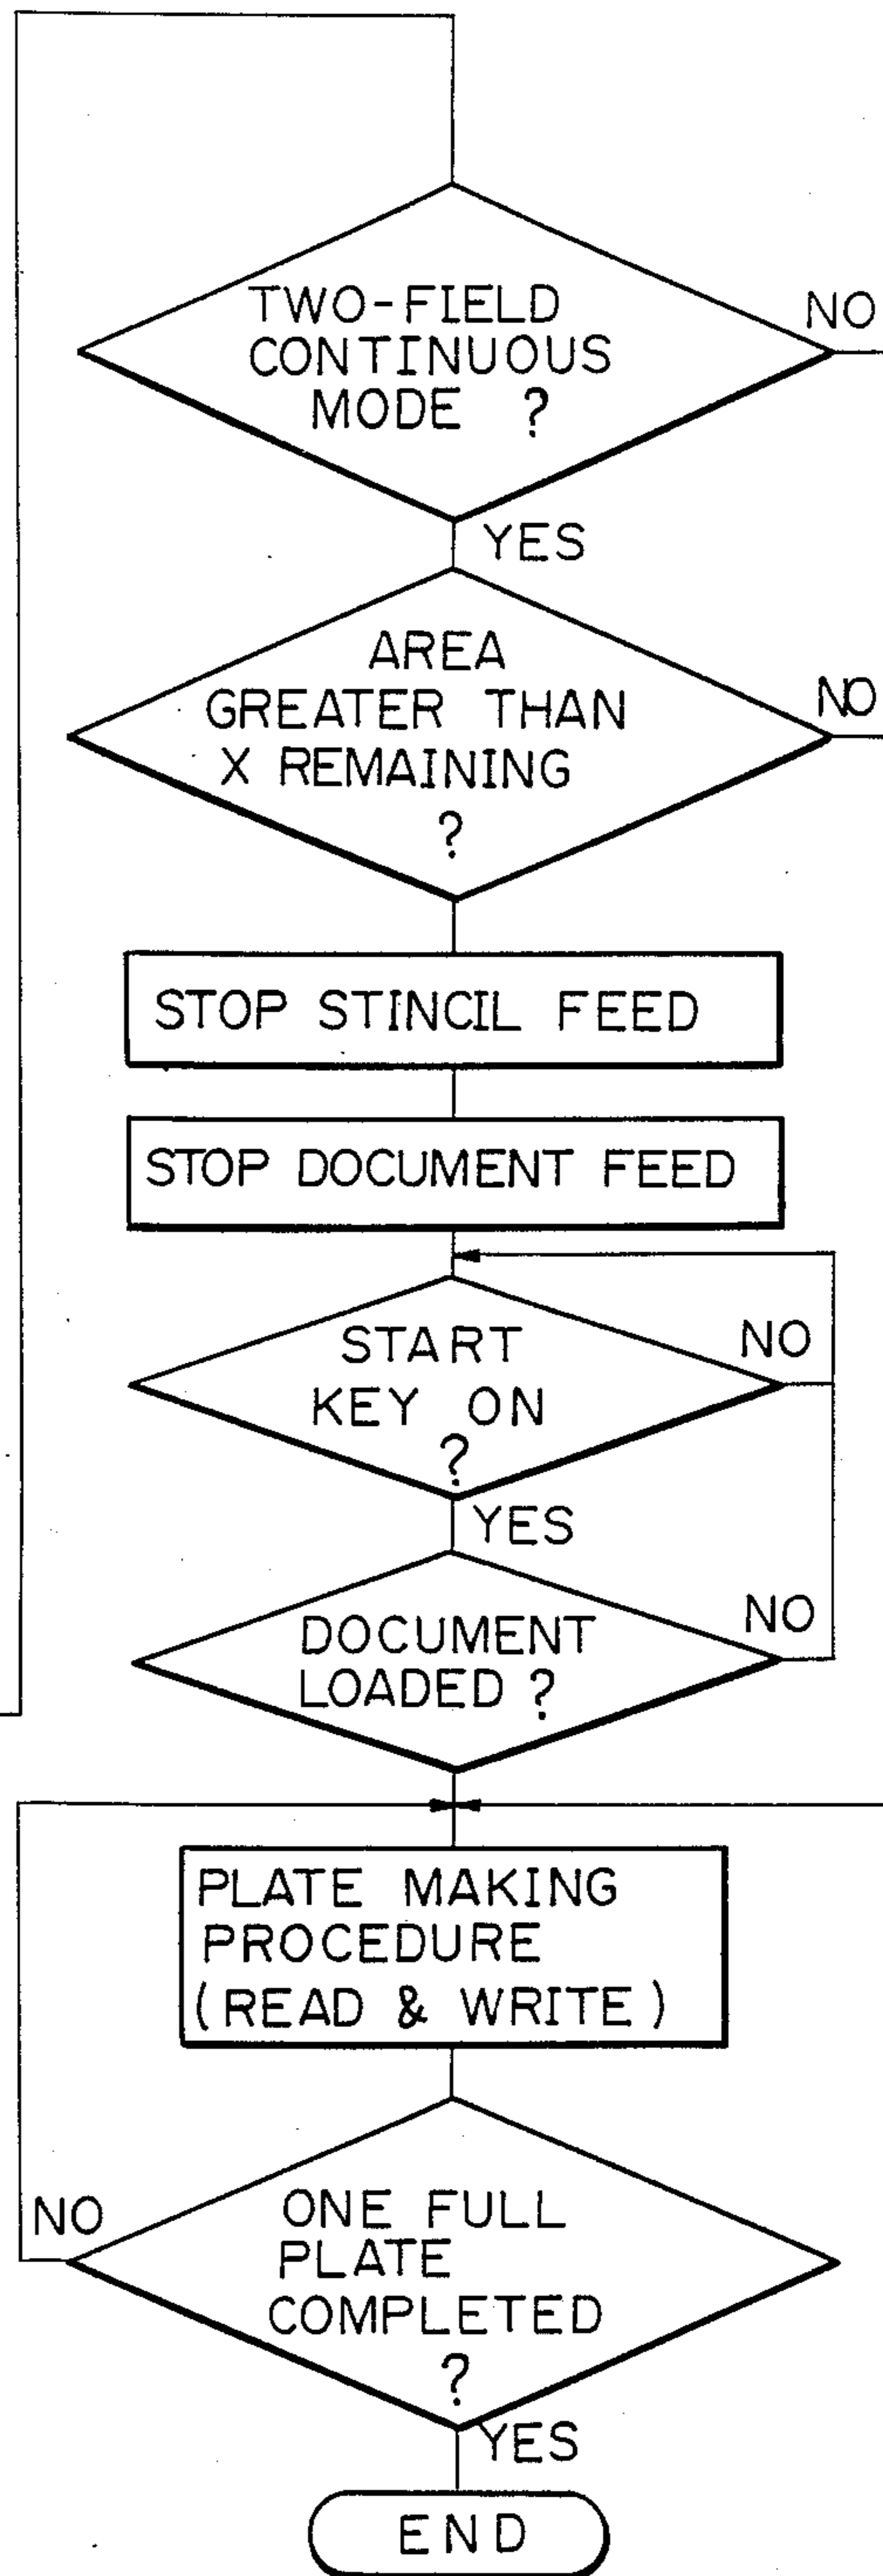 TWO-FIELD
CONTINUOUS
MODE ?
NO
YES
AREA
GREATER THAN
X REMAINING
?
NO
STOP STINCIL FEED
STOP DOCUMENT FEED
START
KEY ON
?
NO
YES
DOCUMENT
LOADED ?
NO
PLATE MAKING
PROCEDURE
(READ & WRITE)
ONE FULL
PLATE
COMPLETED
?
NO
YES
END